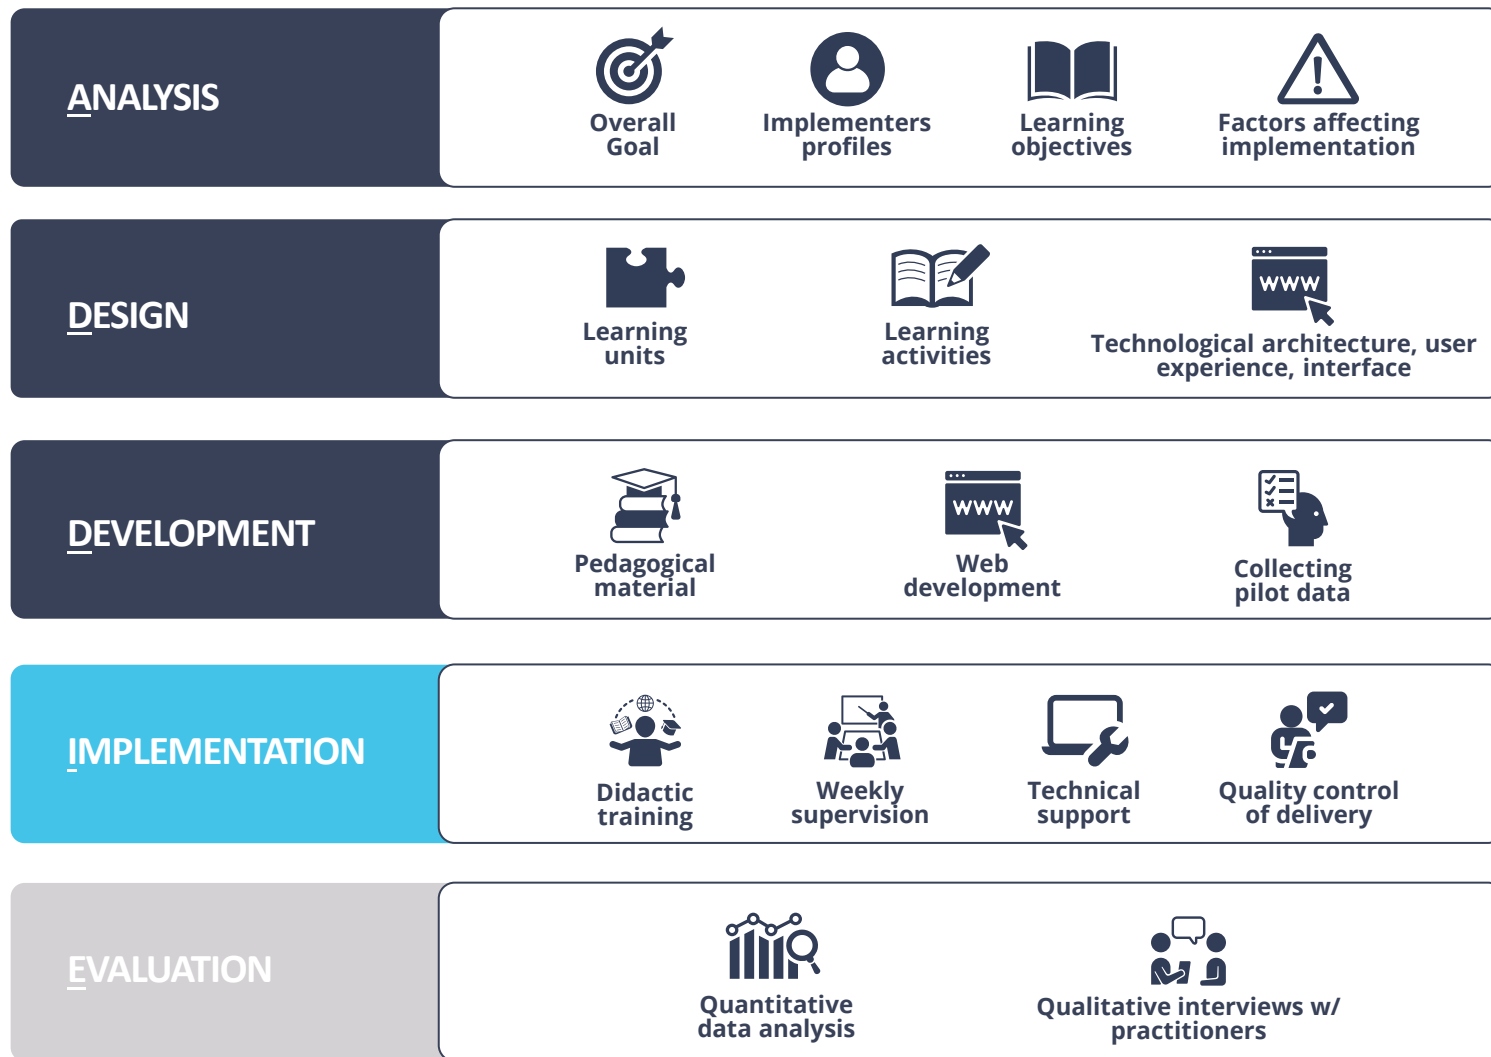 ANALYSIS
Overall
Goal
Implementers
profiles
Learning
objectives
Factors affecting
implementation
DESIGN
Learning
units
Learning
activities
WWW
Technological architecture, user
experience, interface
DEVELOPMENT
Pedagogical
material
WWW
Web
development
Collecting
pilot data
IMPLEMENTATION
Didactic
training
Weekly
supervision
Technical
support
Quality control
of delivery
EVALUATION
Quantitative
data analysis
Qualitative interviews w/
practitioners